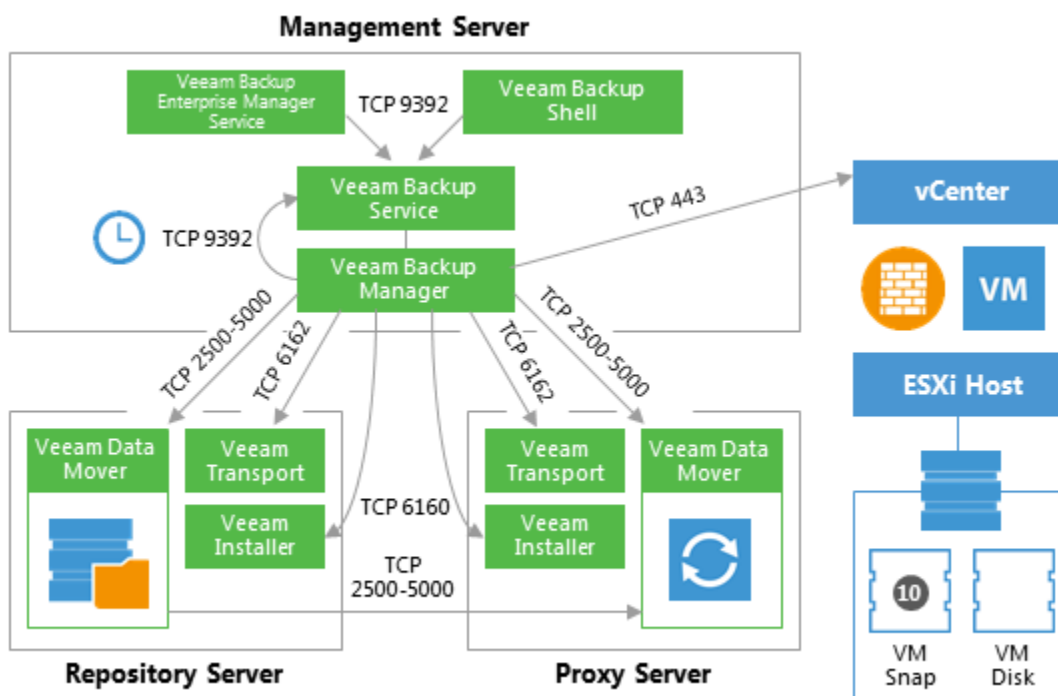 Management Server
Veeam Backup
Enterprise Manager
Service
TCP 9392
Veeam Backup
Shell
Veeam Backup
Service
TCP 9392
Veeam Backup
Manager
TCP 443
vCenter
VM
ESXi Host
TCP 2500-5000
TCP 6162
TCP 6162
TCP 2500-5000
Veeam Data
Mover
Veeam
Transport
Veeam
Installer
TCP 6160
TCP
2500-5000
Veeam
Transport
Veeam
Installer
Veeam Data
Mover
10
VM
Snap
VM
Disk
Repository Server
Proxy Server